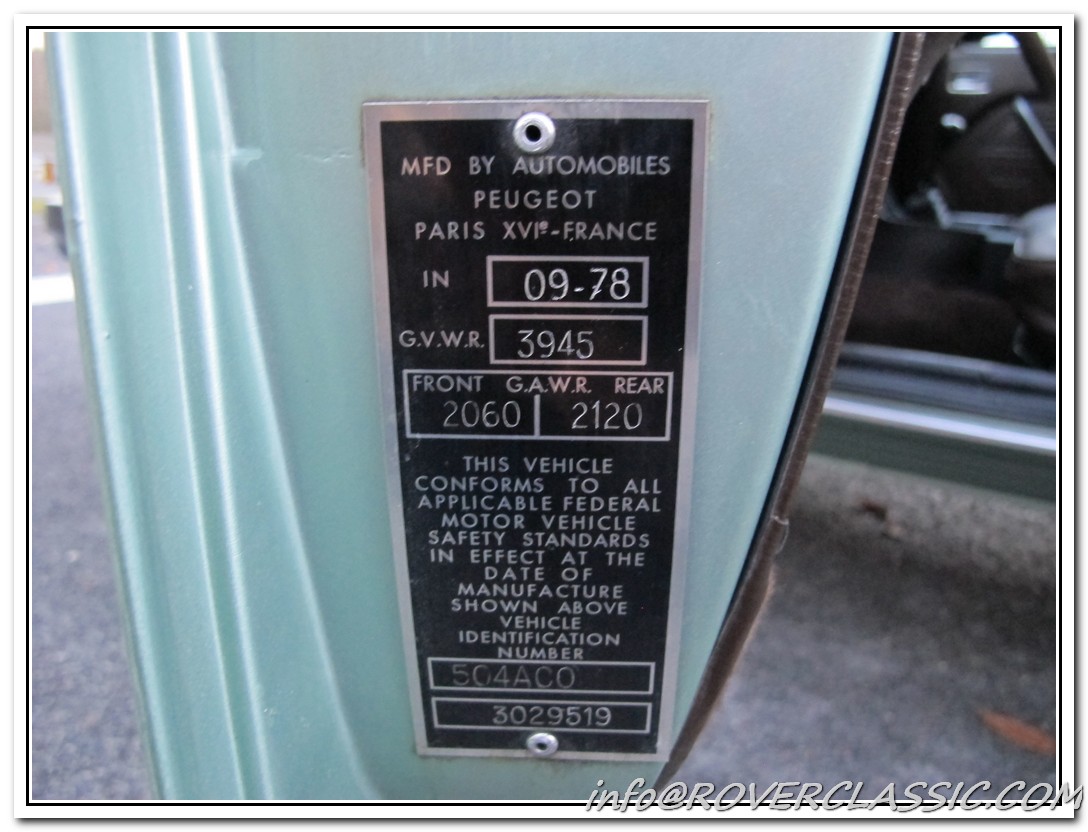 MFD BY AUTOMOBILES
PEUGEOT
PARIS XVIe-FRANCE
IN 09-78
G.V.W.R. 3945
FRONT G.A.W.R. REAR
2060 2120
THIS VEHICLE
CONFORMS TO ALL
APPLICABLE FEDERAL
MOTOR VEHICLE
SAFETY STANDARDS
IN EFFECT AT THE
DATE OF
MANUFACTURE
SHOWN ABOVE
VEHICLE
IDENTIFICATION
NUMBER
504AC0
3029519
info@ROVERCLASSIC.COM